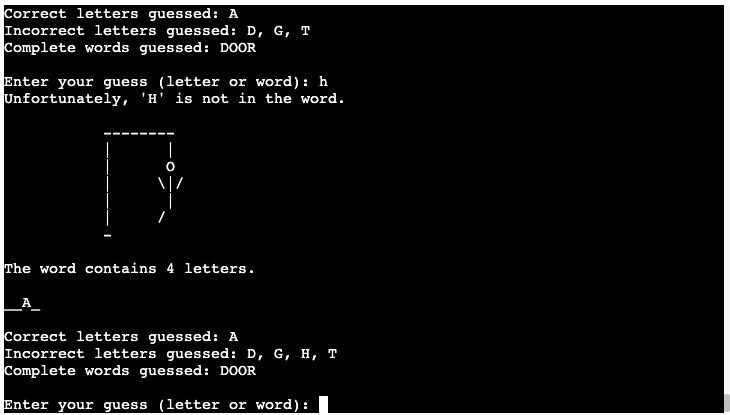 Correct letters guessed: A
Incorrect letters guessed: D, G, T
Complete words guessed: DOOR
Enter your guess (letter or word): h
Unfortunately, 'H' is not in the word.
--------
|      |
|      O
|     \|/
|      |
|     /
-
The word contains 4 letters.
__A_
Correct letters guessed: A
Incorrect letters guessed: D, G, H, T
Complete words guessed: DOOR
Enter your guess (letter or word):